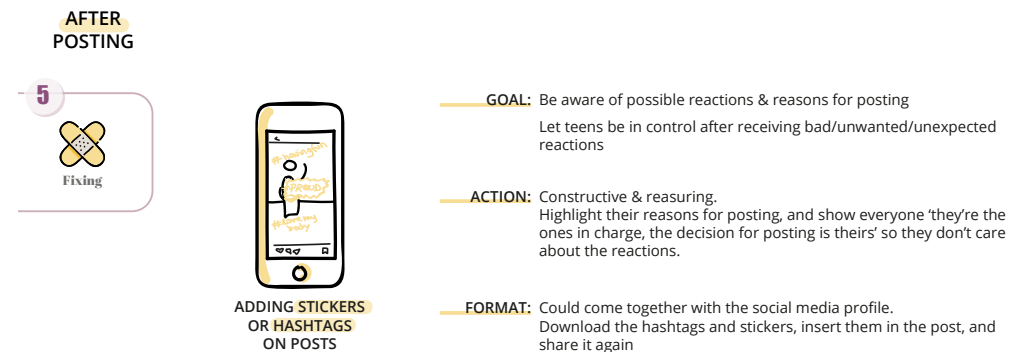 AFTER
POSTING
5
Fixing
#PROUD
#love my
baby
ADDING STICKERS
OR HASHTAGS
ON POSTS
GOAL: Be aware of possible reactions & reasons for posting
Let teens be in control after receiving bad/unwanted/unexpected
reactions
ACTION: Constructive & reasuring.
Highlight their reasons for posting, and show everyone ‘they’re the
ones in charge, the decision for posting is theirs’ so they don’t care
about the reactions.
FORMAT: Could come together with the social media profile.
Download the hashtags and stickers, insert them in the post, and
share it again